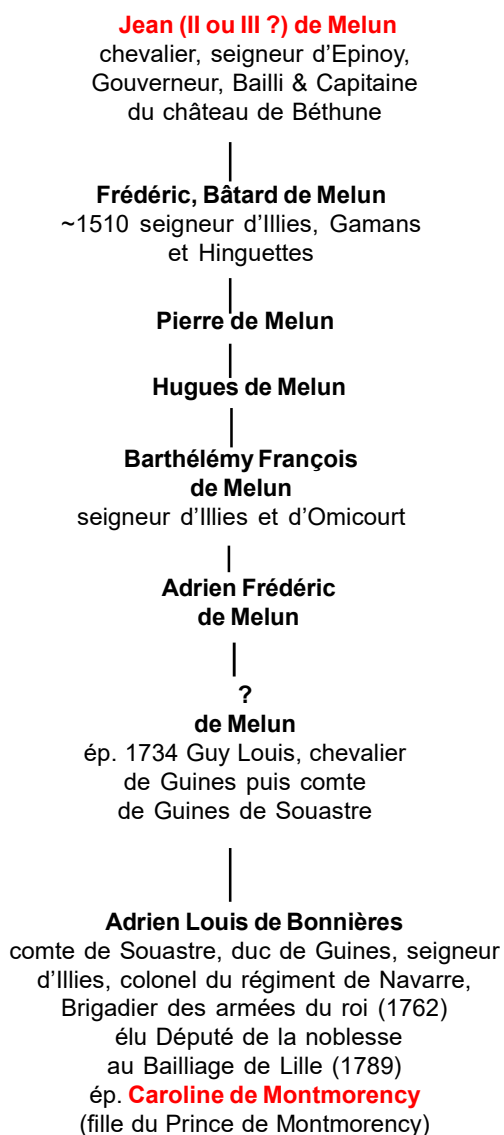 Jean (II ou III ?) de Melun
chevalier, seigneur d'Epinoy,
Gouverneur, Bailli & Capitaine
du château de Béthune
Frédéric, Bâtard de Melun
~1510 seigneur d'Illies, Gamans
et Hinguettes
Pierre de Melun
Hugues de Melun
Barthélémy François
de Melun
seigneur d'Illies et d'Omicourt
Adrien Frédéric
de Melun
?
de Melun
ép. 1734 Guy Louis, chevalier
de Guines puis comte
de Guines de Souastre
Adrien Louis de Bonnières
comte de Souastre, duc de Guines, seigneur
d'Illies, colonel du régiment de Navarre,
Brigadier des armées du roi (1762)
élu Député de la noblesse
au Bailliage de Lille (1789)
ép. Caroline de Montmorency
(fille du Prince de Montmorency)